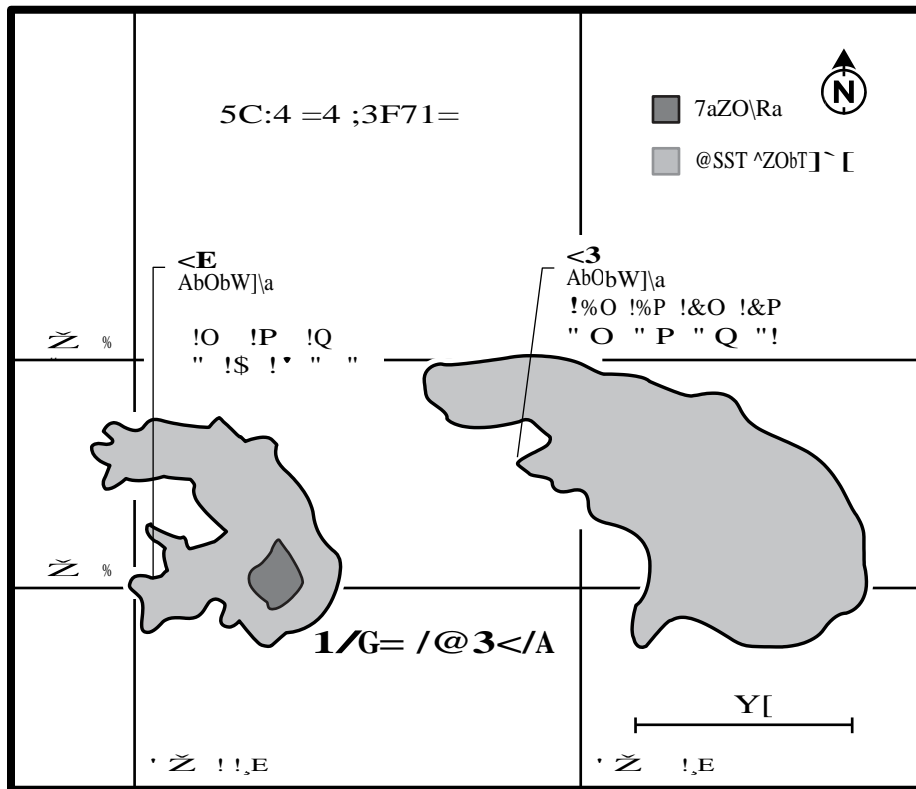 5C:4 =4 ;3F71=
N
7aZO\Ra
@SST ^ZObT]`[
<E
AbObW]\a
!O !P !Q
" !$ !' " "
<3
AbObW]\a
!%O !%P !&O !&P
" O " P " Q "!
Ž %
Ž %
1/G= /@3</A
Y[
' Ž !!¸E
' Ž !¸E